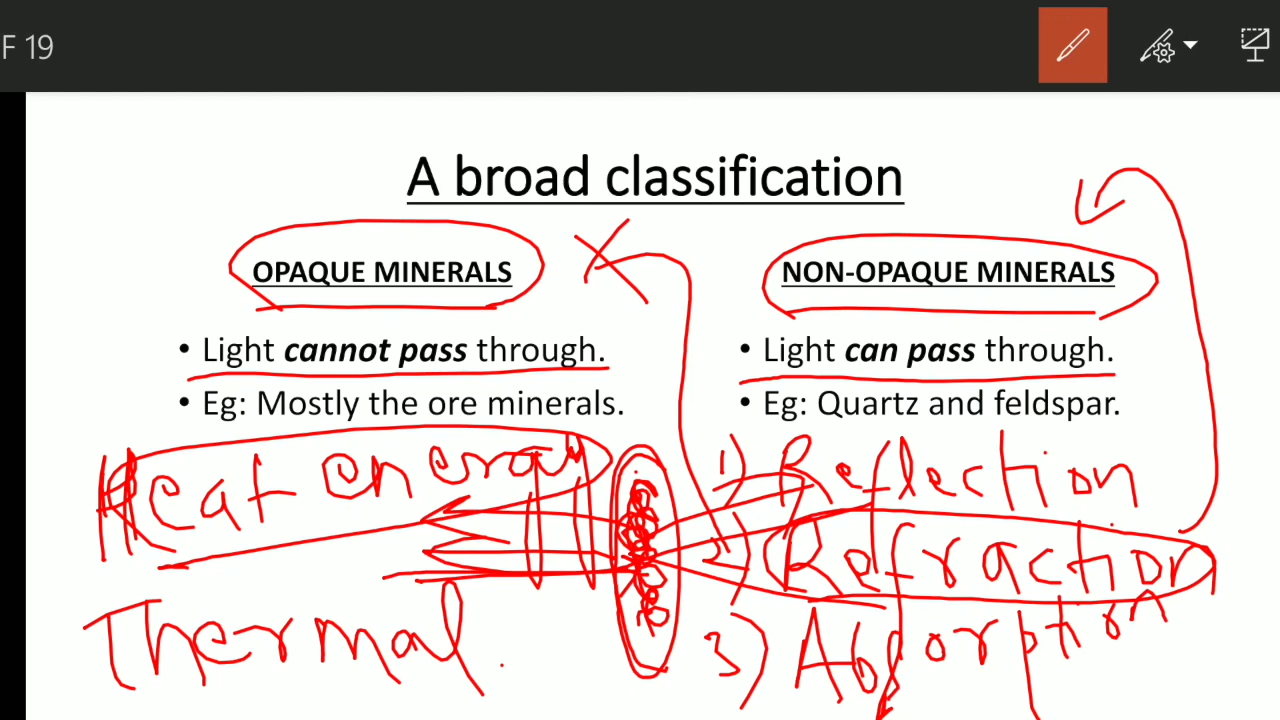 F 19
A broad classification
OPAQUE MINERALS
• Light cannot pass through.
• Eg: Mostly the ore minerals.
NON-OPAQUE MINERALS
• Light can pass through.
• Eg: Quartz and feldspar.
Heat energy
Thermal
1) Reflection
2) Refraction
3) Absorption